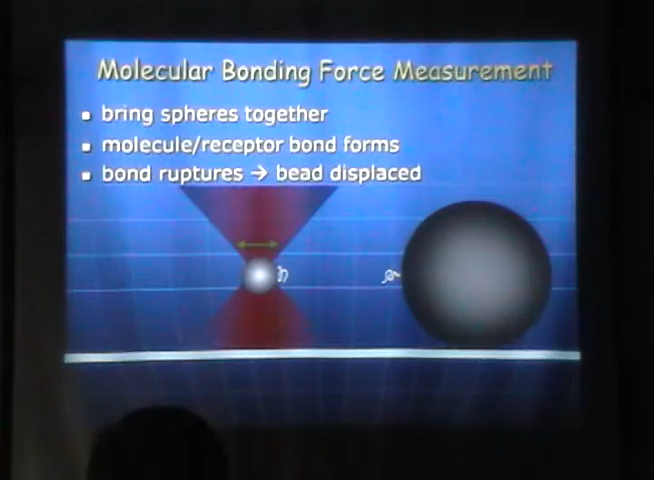 Molecular Bonding Force Measurement
▪ bring spheres together
▪ molecule/receptor bond forms
▪ bond ruptures → bead displaced